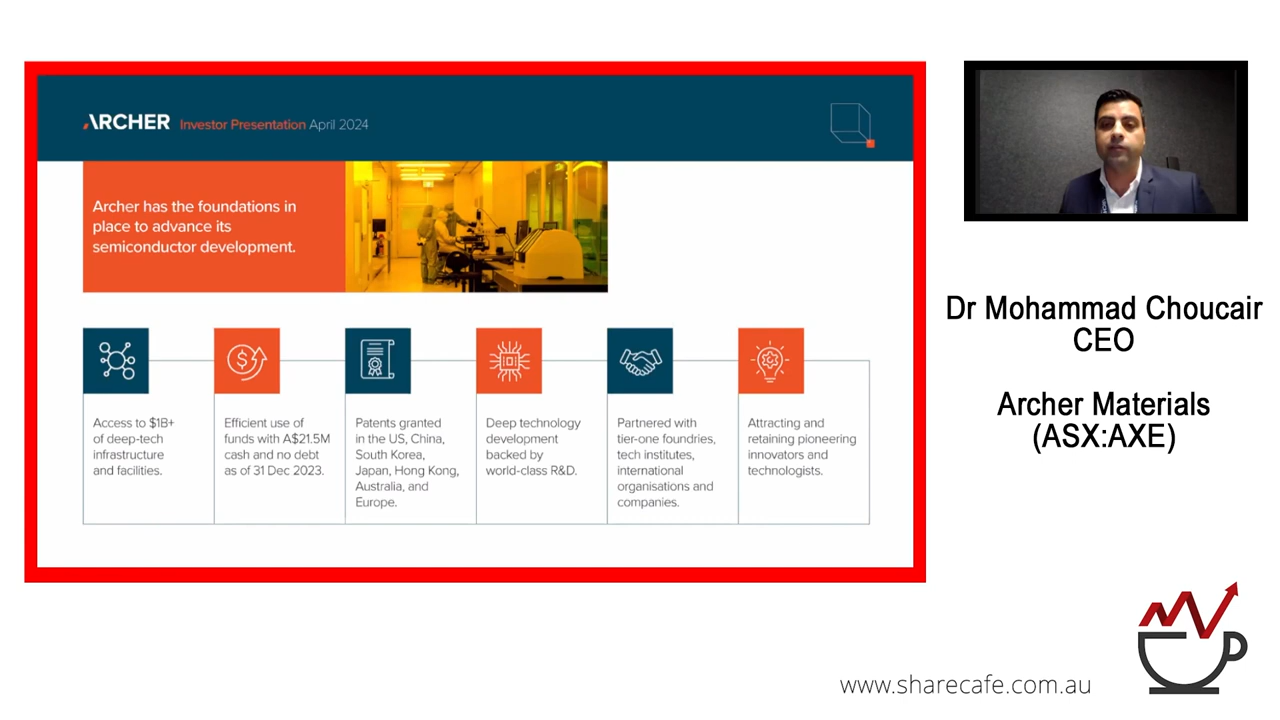 ARCHER Investor Presentation April 2024
Archer has the foundations in
place to advance its
semiconductor development.
Access to $1B+
of deep-tech
infrastructure
and facilities.
Efficient use of
funds with A$21.5M
cash and no debt
as of 31 Dec 2023.
Patents granted
in the US, China,
South Korea,
Japan, Hong Kong,
Australia, and
Europe.
Deep technology
development
backed by
world-class R&D.
Partnered with
tier-one foundries,
tech institutes,
international
organisations and
companies.
Attracting and
retaining pioneering
innovators and
technologists.
Dr Mohammad Choucair
CEO
Archer Materials
(ASX:AXE)
www.sharecafe.com.au